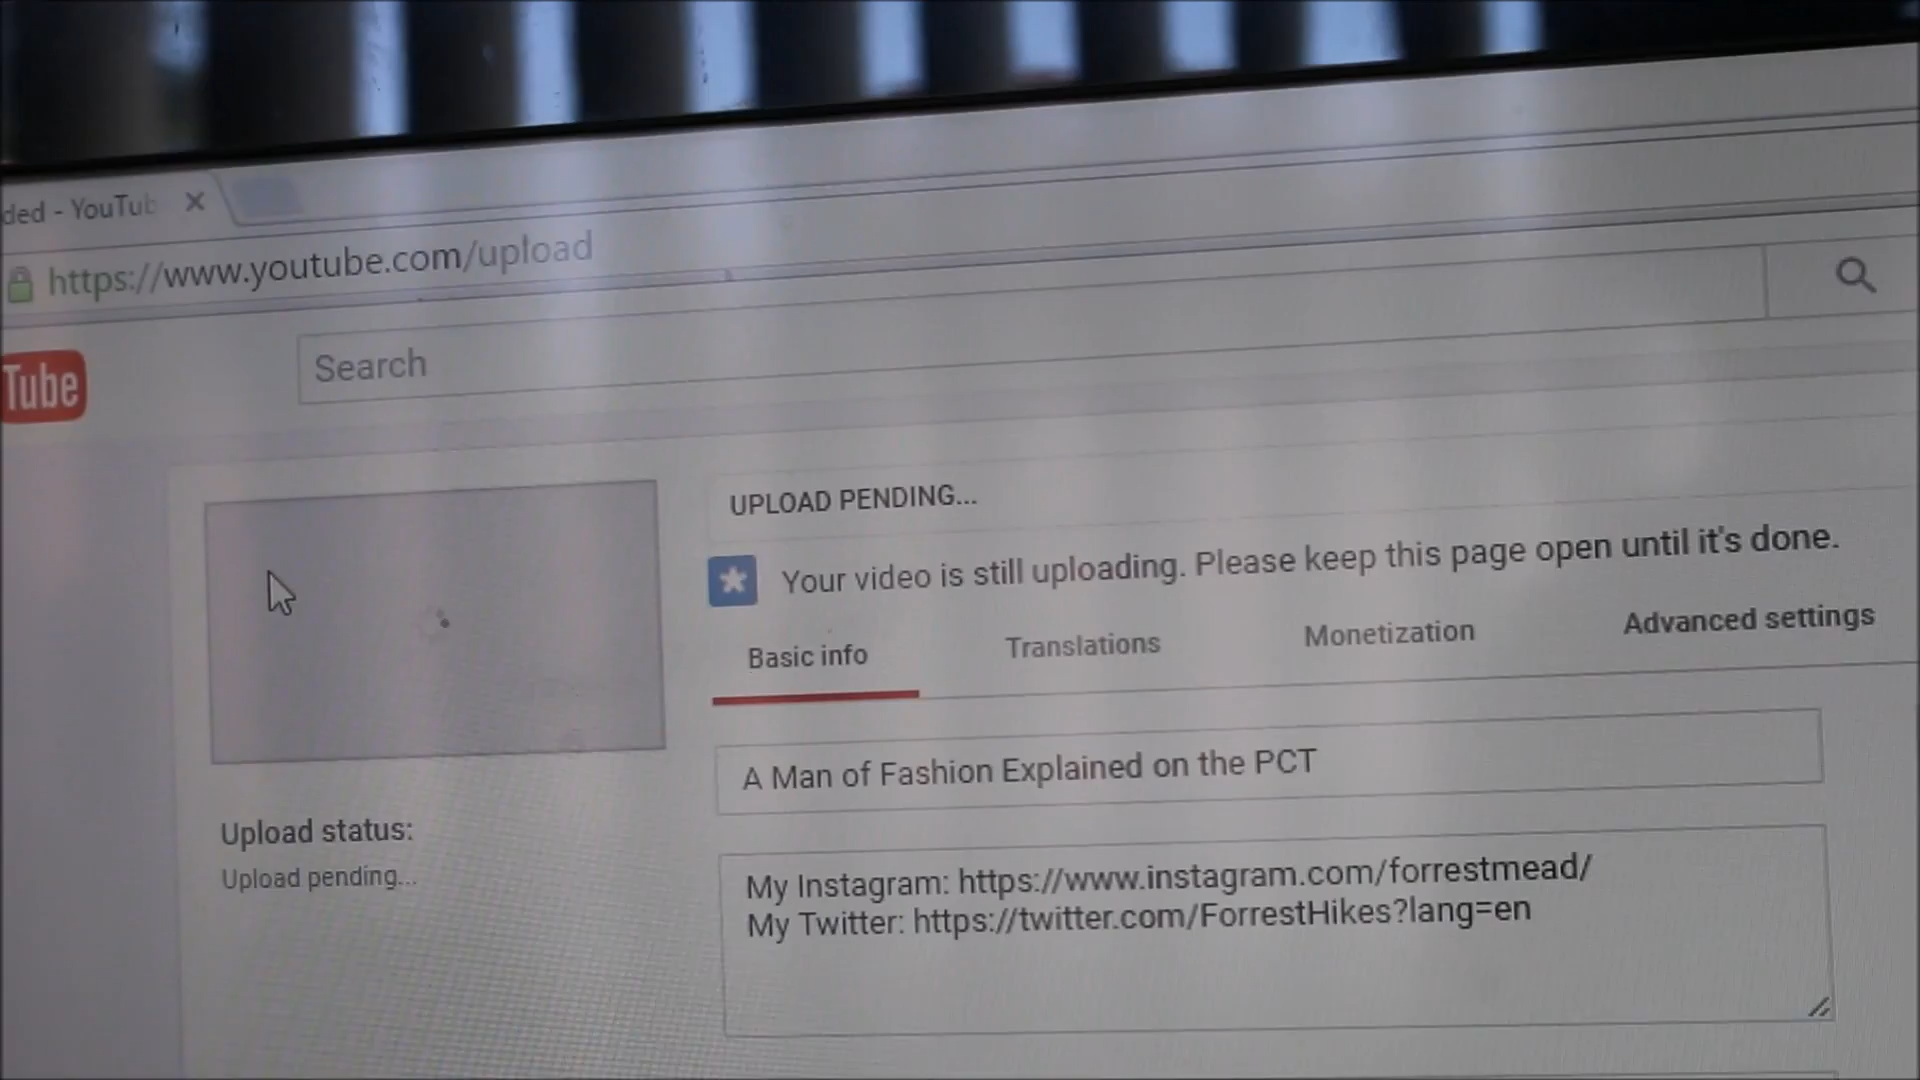 ded - YouTub
https://www.youtube.com/upload
Tube
Search
UPLOAD PENDING...
Your video is still uploading. Please keep this page open until it's done.
Basic info Translations Monetization Advanced settings
A Man of Fashion Explained on the PCT
Upload status:
Upload pending...
My Instagram: https://www.instagram.com/forrestmead/
My Twitter: https://twitter.com/ForrestHikes?lang=en